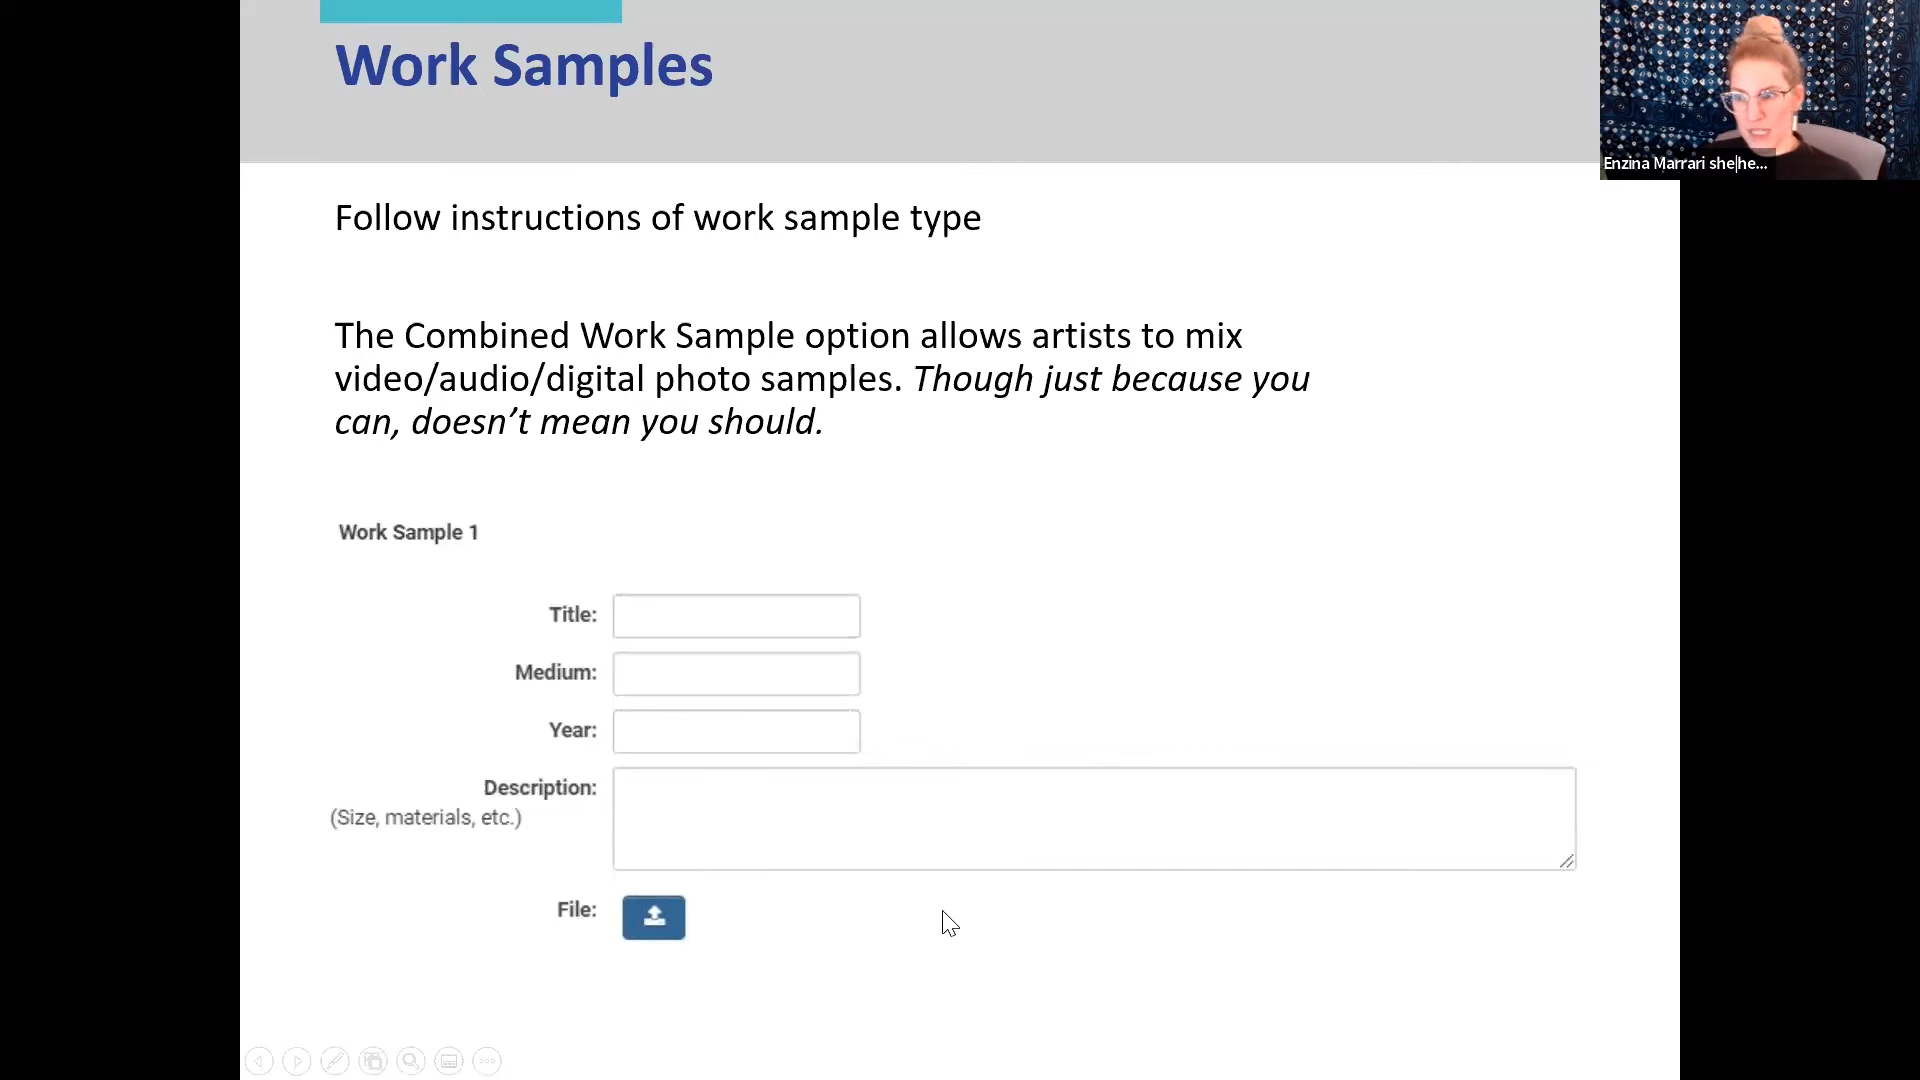 Work Samples
Enzina Marrari she|he...
Follow instructions of work sample type
The Combined Work Sample option allows artists to mix
video/audio/digital photo samples. Though just because you
can, doesn’t mean you should.
Work Sample 1
Title:
Medium:
Year:
Description:
(Size, materials, etc.)
File: